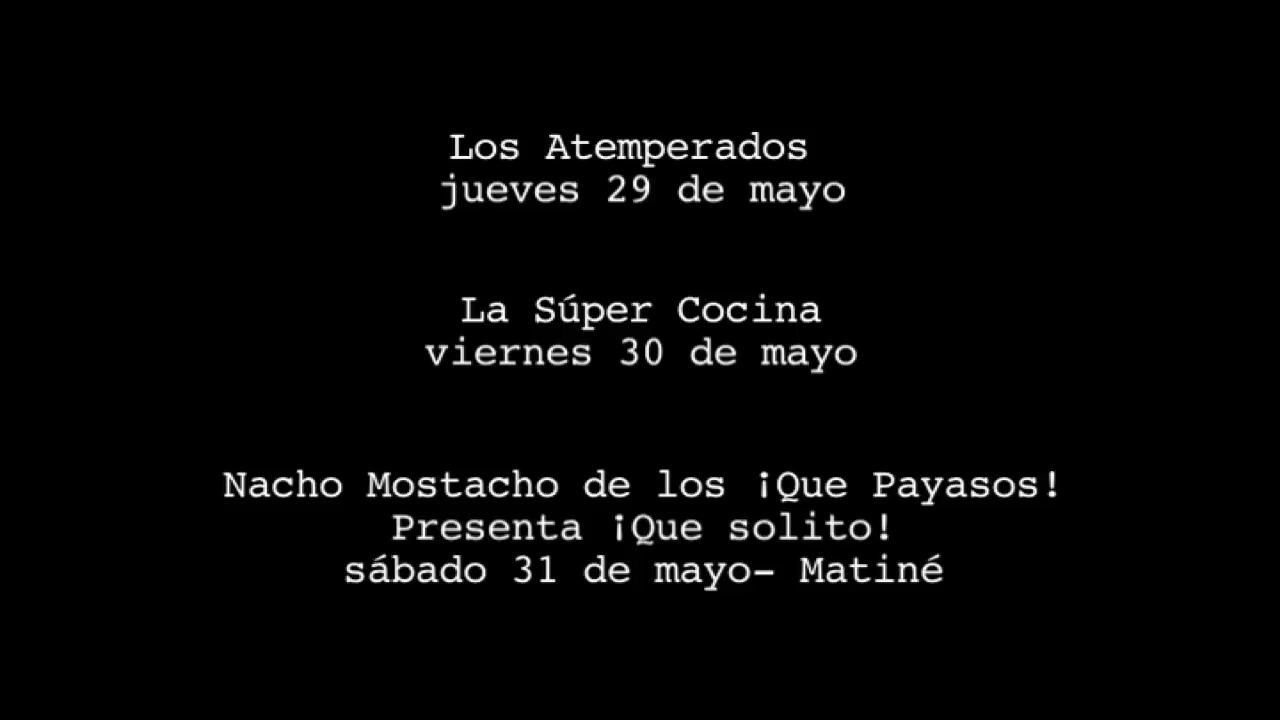 Los Atemperados
jueves 29 de mayo
La Súper Cocina
viernes 30 de mayo
Nacho Mostacho de los ¡Que Payasos!
Presenta ¡Que solito!
sábado 31 de mayo- Matiné